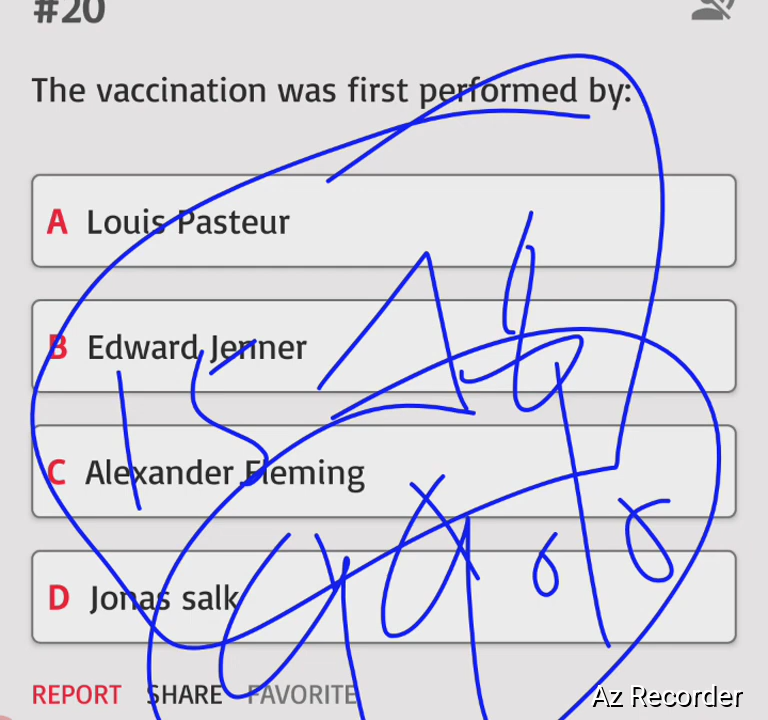 #20
The vaccination was first performed by:
A Louis Pasteur
B Edward Jenner
C Alexander Fleming
D Jonas salk
REPORT SHARE FAVORITE
Az Recorder